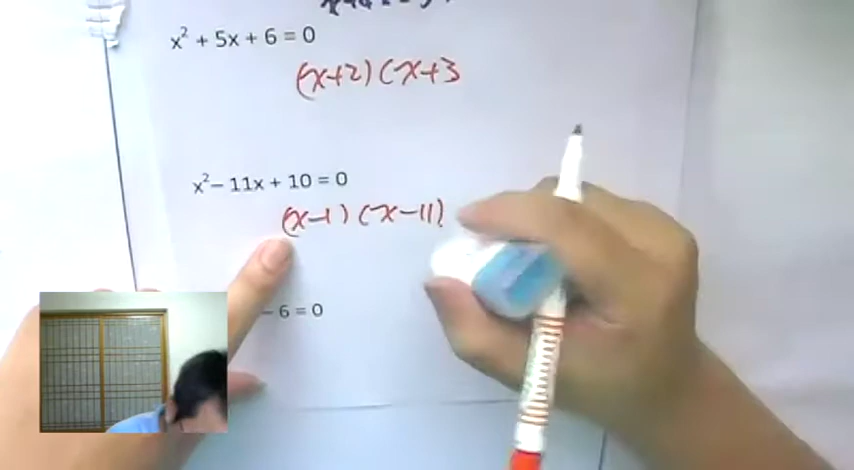 x² + 5x + 6 = 0
(x+2)(x+3
x² – 11x + 10 = 0
(x-1)(x-11)
– 6 = 0